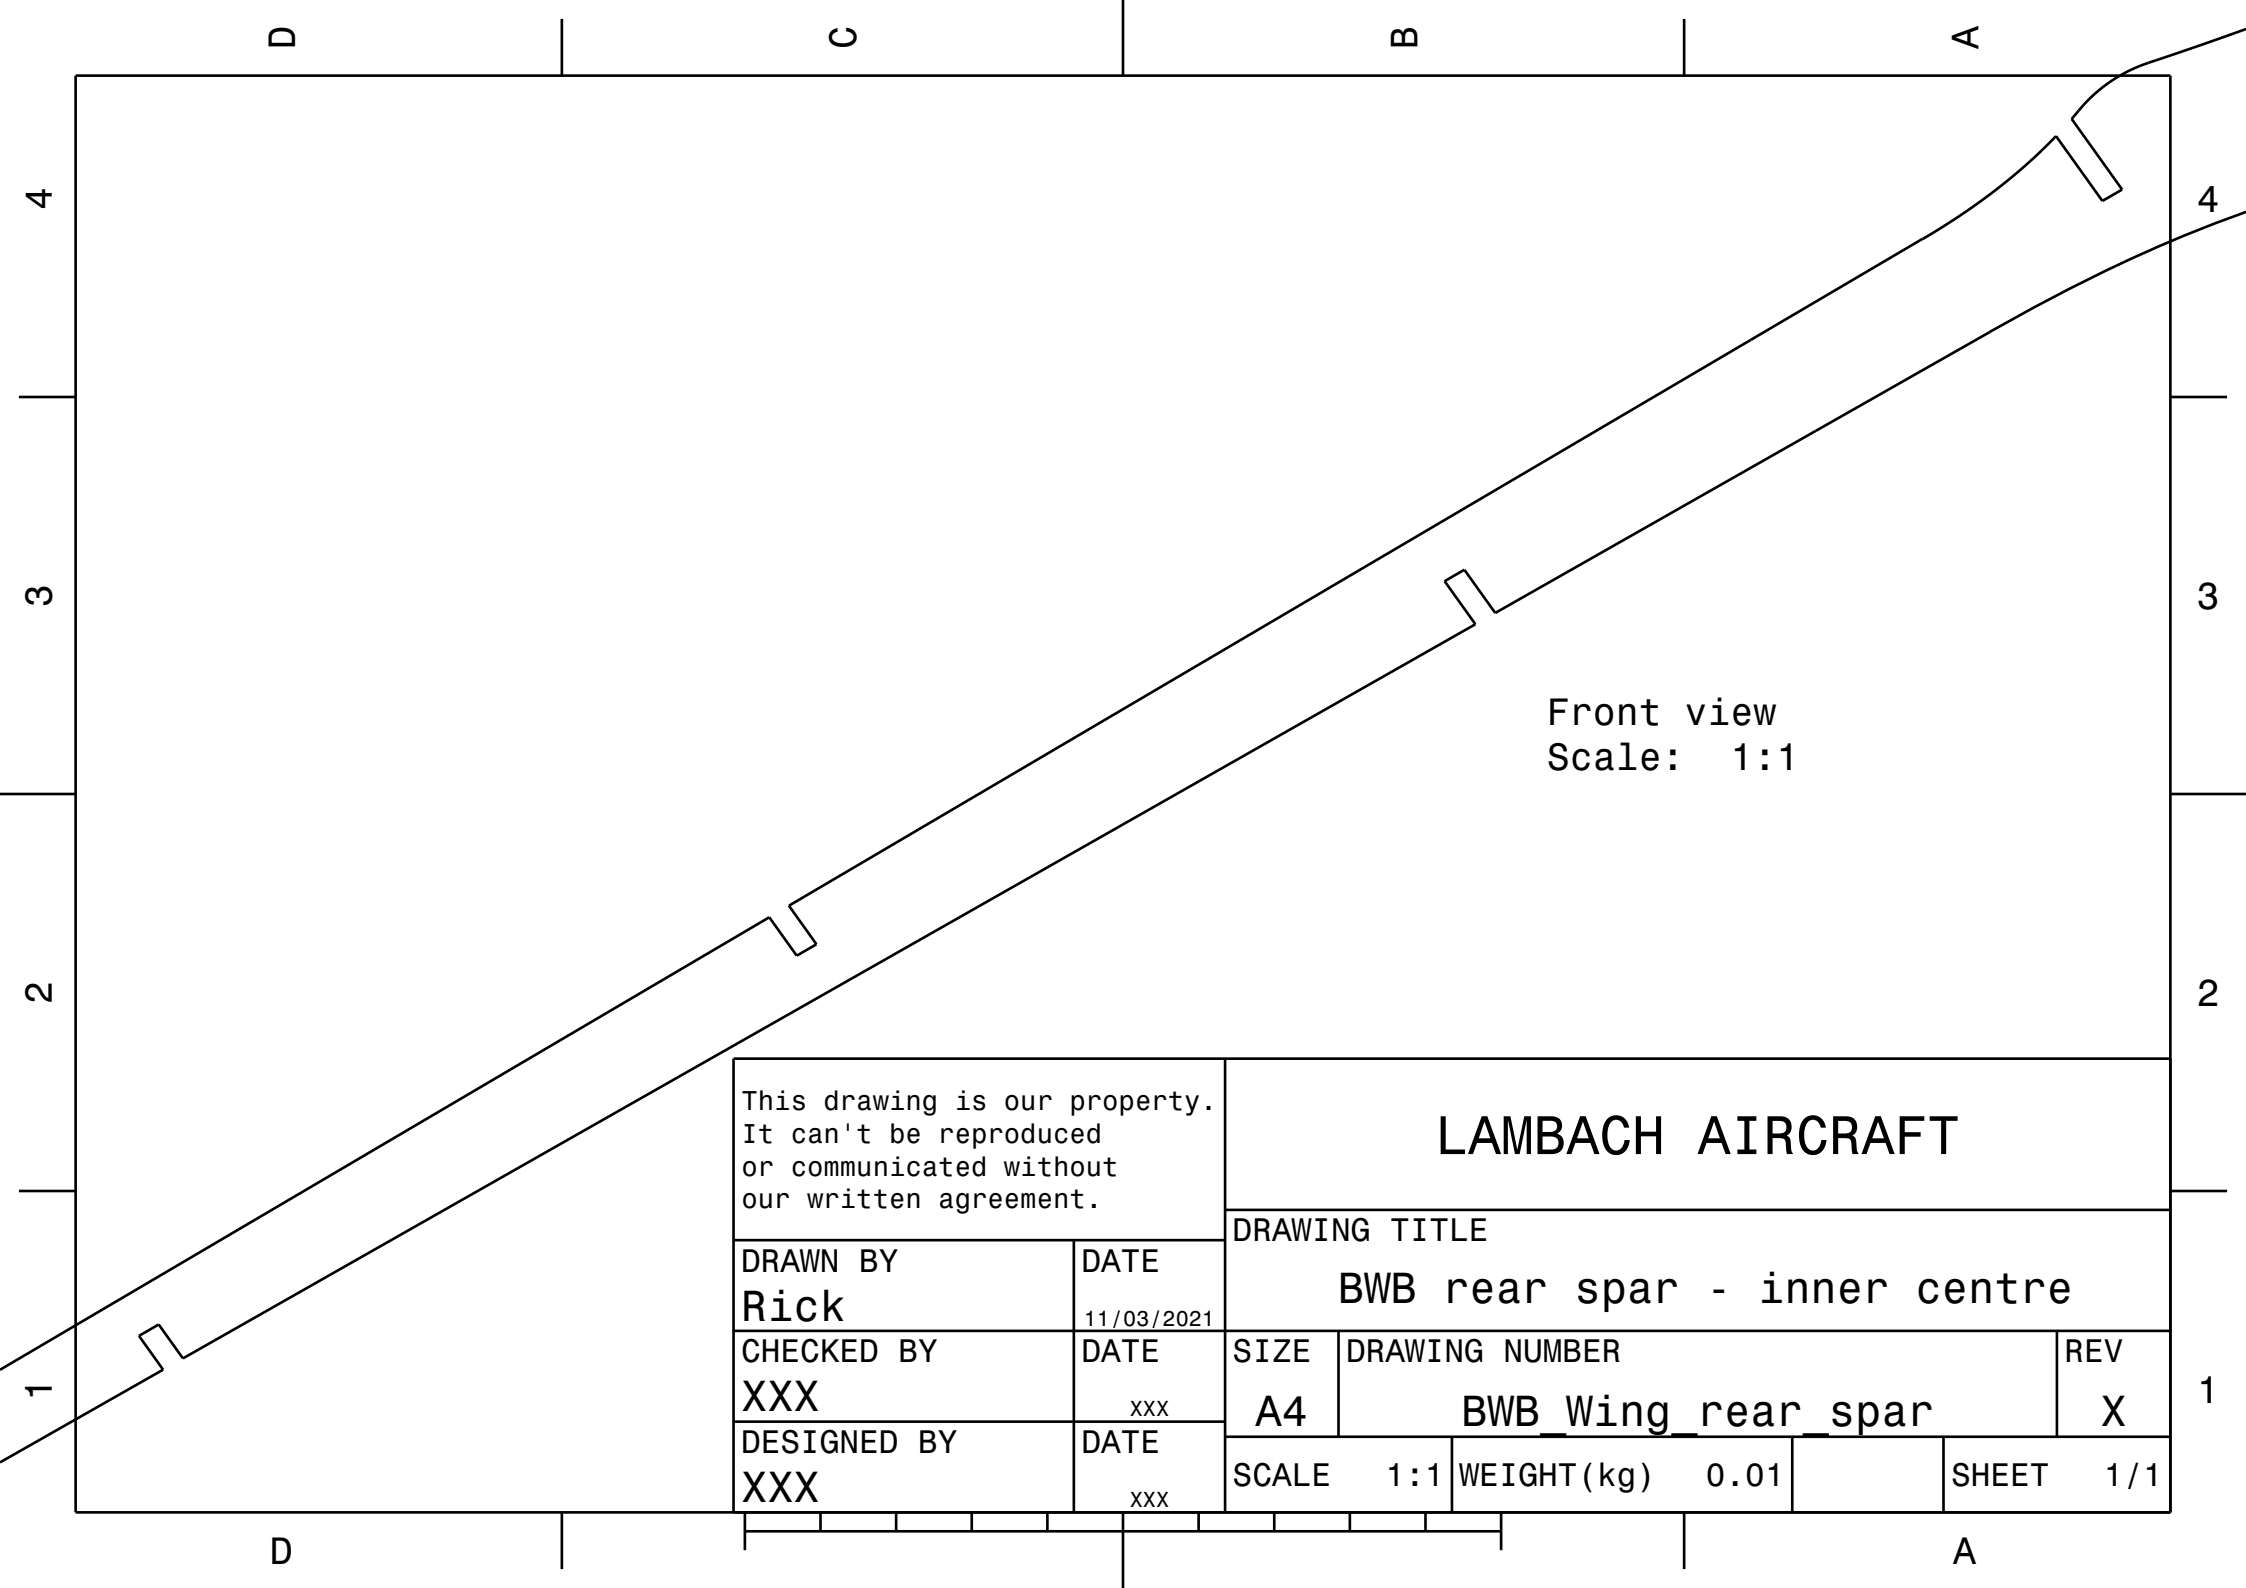 D
C
B
A
4
4
3
3
Front view
Scale: 1:1
2
2
This drawing is our property.
It can't be reproduced
or communicated without
our written agreement.
LAMBACH AIRCRAFT
DRAWING TITLE
BWB rear spar - inner centre
DRAWN BY
Rick
DATE
11/03/2021
CHECKED BY
XXX
DATE
XXX
DESIGNED BY
XXX
DATE
XXX
SIZE
A4
DRAWING NUMBER
BWB_Wing_rear_spar
REV
X
SCALE 1:1
WEIGHT(kg) 0.01
SHEET 1/1
1
1
D
A